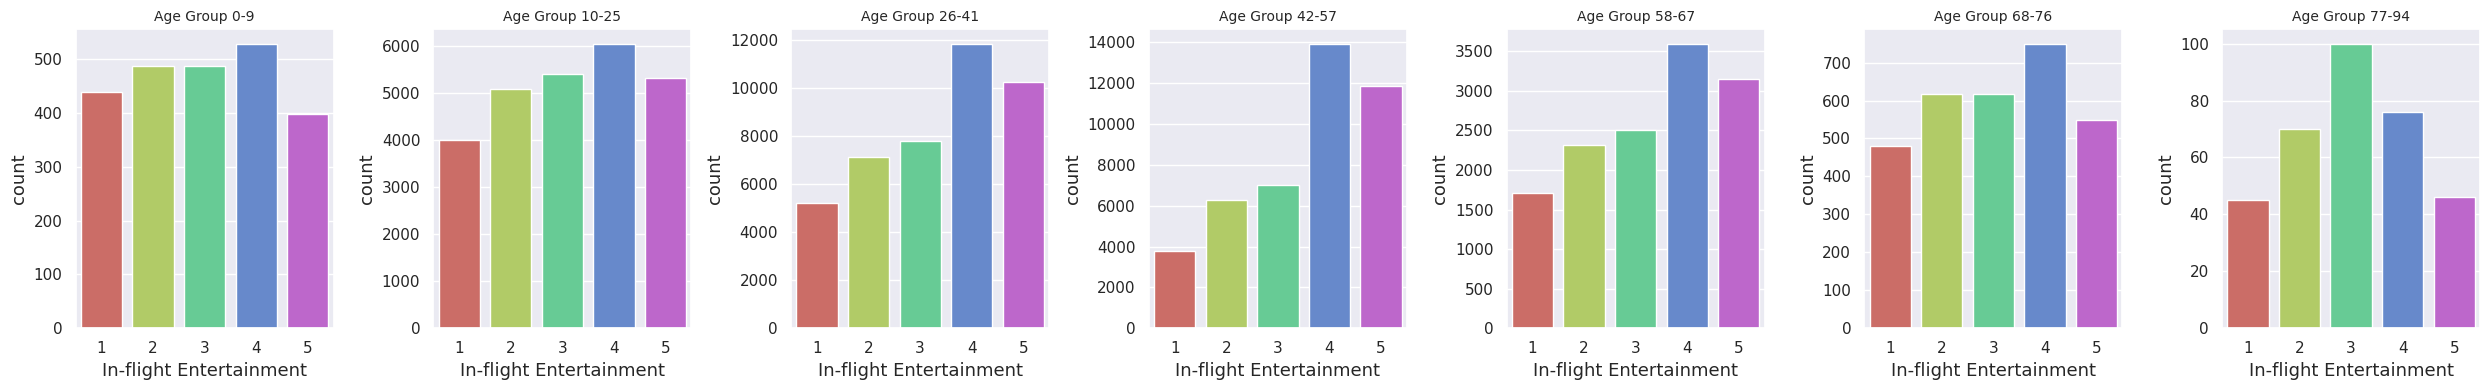 Age Group 0-9
500
400
300
200
100
0
count
1 2 3 4 5
In-flight Entertainment
Age Group 10-25
6000
5000
4000
3000
2000
1000
0
count
1 2 3 4 5
In-flight Entertainment
Age Group 26-41
12000
10000
8000
6000
4000
2000
0
count
1 2 3 4 5
In-flight Entertainment
Age Group 42-57
14000
12000
10000
8000
6000
4000
2000
0
count
1 2 3 4 5
In-flight Entertainment
Age Group 58-67
3500
3000
2500
2000
1500
1000
500
0
count
1 2 3 4 5
In-flight Entertainment
Age Group 68-76
700
600
500
400
300
200
100
0
count
1 2 3 4 5
In-flight Entertainment
Age Group 77-94
100
80
60
40
20
0
count
1 2 3 4 5
In-flight Entertainment